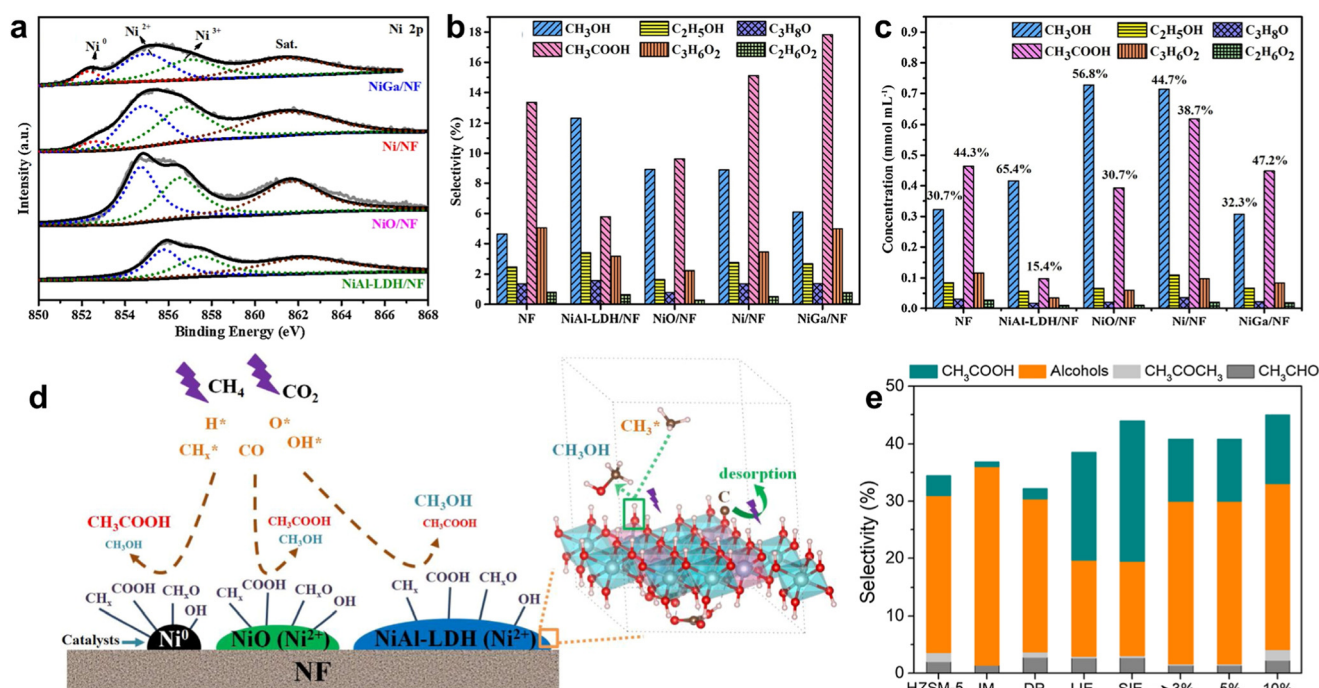 a
Ni 2p
Ni 0
Ni 2+
Ni 3+
Sat.
NiGa/NF
Ni/NF
NiO/NF
NiAl-LDH/NF
Intensity (a.u.)
850 852 854 856 858 860 862 864 866 868
Binding Energy (eV)
b
CH₃OH C₂H₅OH C₃H₈O
CH₃COOH C₃H₆O₂ C₂H₆O₂
Selectivity (%)
18
16
14
12
10
8
6
4
2
0
NF NiAl-LDH/NF NiO/NF Ni/NF NiGa/NF
c
CH₃OH C₂H₅OH C₃H₈O
CH₃COOH C₃H₆O₂ C₂H₆O₂
Concentration (mmol mL⁻¹)
0.9
0.8
0.7
0.6
0.5
0.4
0.3
0.2
0.1
0.0
30.7% 44.3% 65.4% 15.4% 56.8% 30.7% 44.7% 38.7% 32.3% 47.2%
NF NiAl-LDH/NF NiO/NF Ni/NF NiGa/NF
d
CH₄
CO₂
H* O*
CHₓ* CO OH*
CH₃COOH
CH₃OH
CH₃COOH
CH₃OH
CH₃OH
CH₃COOH
CHₓ COOH CHₓO OH
CHₓ COOH CHₓO OH
CHₓ COOH CHₓO OH
Catalysts
Ni⁰
NiO (Ni²⁺)
NiAl-LDH (Ni²⁺)
NF
CH₃*
CH₃OH
desorption
C
e
CH₃COOH Alcohols CH₃COCH₃ CH₃CHO
Selectivity (%)
50
40
30
20
10
0
HZSM-5 IM DP